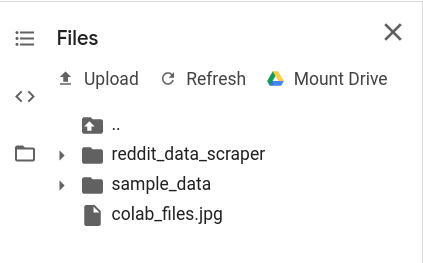 Files
Upload Refresh Mount Drive
..
reddit_data_scraper
sample_data
colab_files.jpg